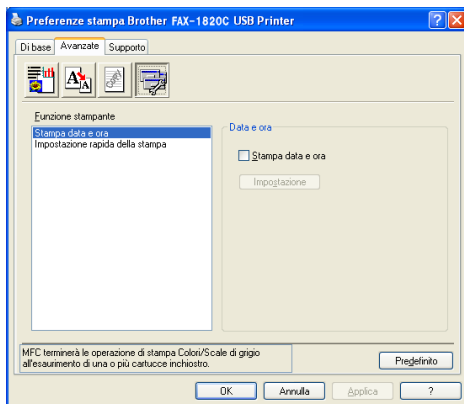 Preferenze stampa Brother FAX-1820C USB Printer
Di base Avanzate Supporto
Funzione stampante
Stampa data e ora
Impostazione rapida della stampa
Data e ora
Stampa data e ora
Impostazione
MFC terminerà le operazione di stampa Colori/Scale di grigio
all'esaurimento di una o più cartucce inchiostro.
Predefinito
OK Annulla Applica ?